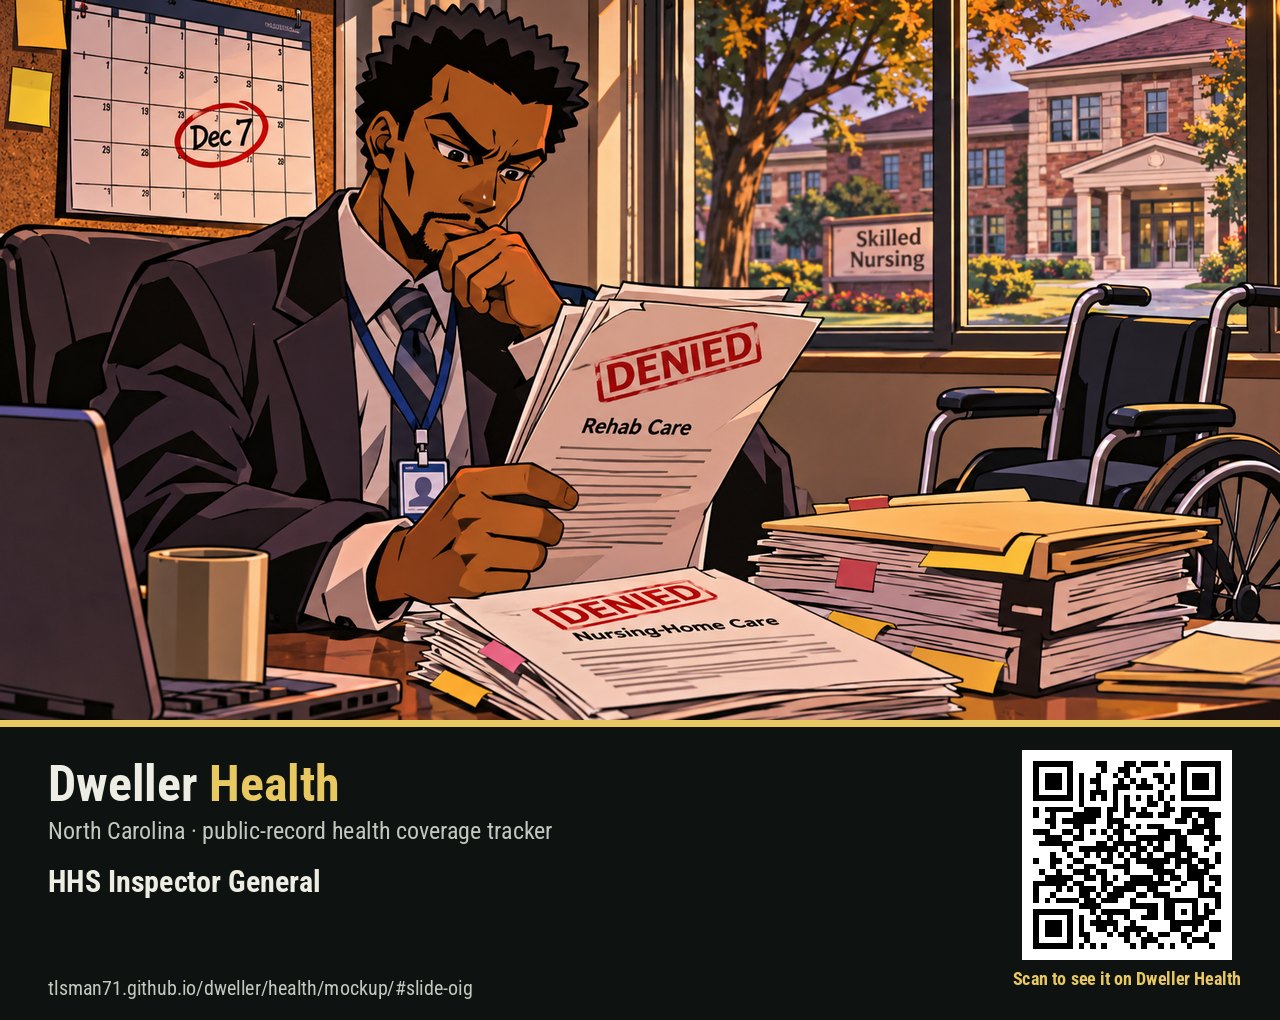 Dec 7
Skilled
Nursing
DENIED
Rehab Care
DENIED
Nursing-Home Care
Dweller Health
North Carolina · public-record health coverage tracker
HHS Inspector General
tlsman71.github.io/dweller/health/mockup/#slide-oig
Scan to see it on Dweller Health